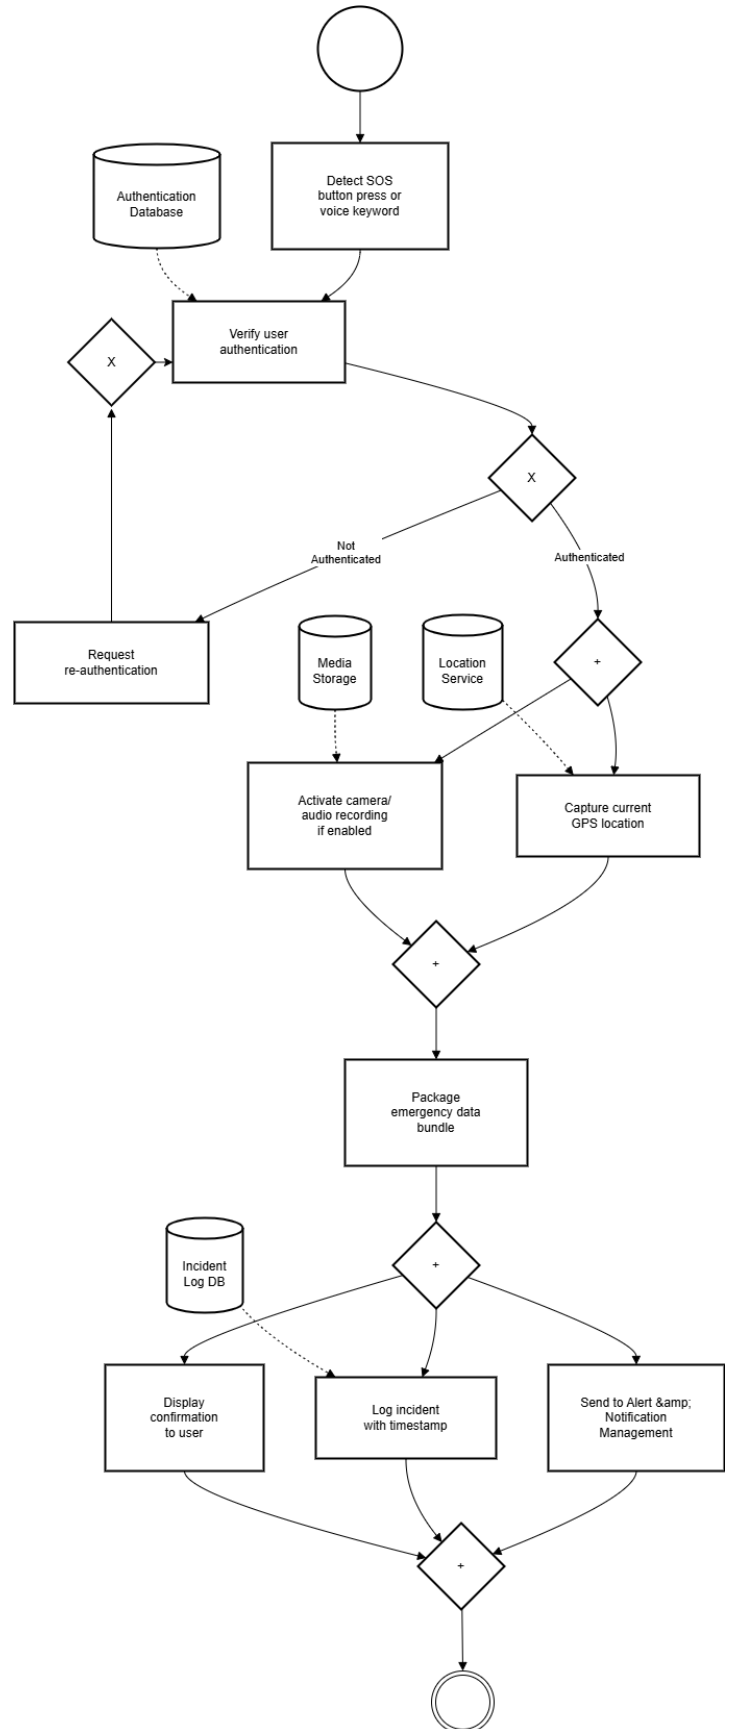 Detect SOS
button press or
voice keyword
Authentication
Database
Verify user
authentication
X
X
Not
Authenticated
Authenticated
Request
re-authentication
Media
Storage
Location
Service
+
Activate camera/
audio recording
if enabled
Capture current
GPS location
+
Package
emergency data
bundle
+
Incident
Log DB
Display
confirmation
to user
Log incident
with timestamp
Send to Alert &amp;
Notification
Management
+